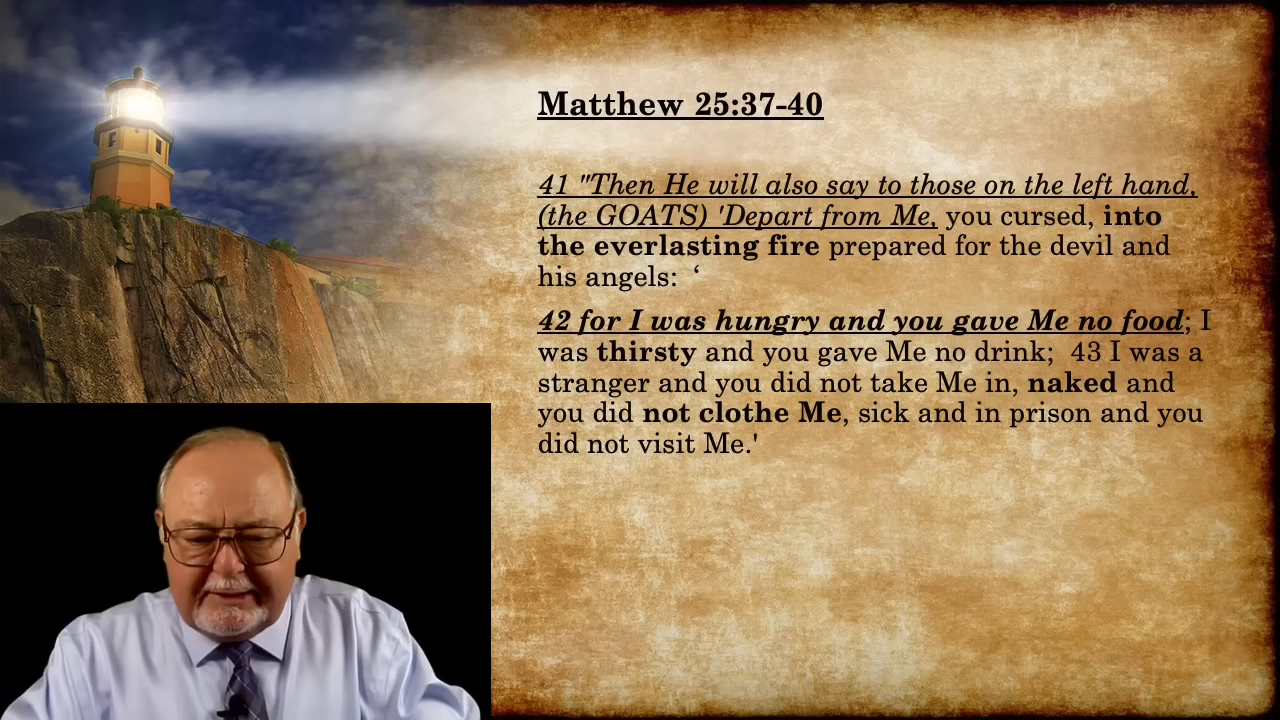 Matthew 25:37-40
41 "Then He will also say to those on the left hand,
(the GOATS) 'Depart from Me, you cursed, into
the everlasting fire prepared for the devil and
his angels:  ‘
42 for I was hungry and you gave Me no food; I
was thirsty and you gave Me no drink;  43 I was a
stranger and you did not take Me in, naked and
you did not clothe Me, sick and in prison and you
did not visit Me.'